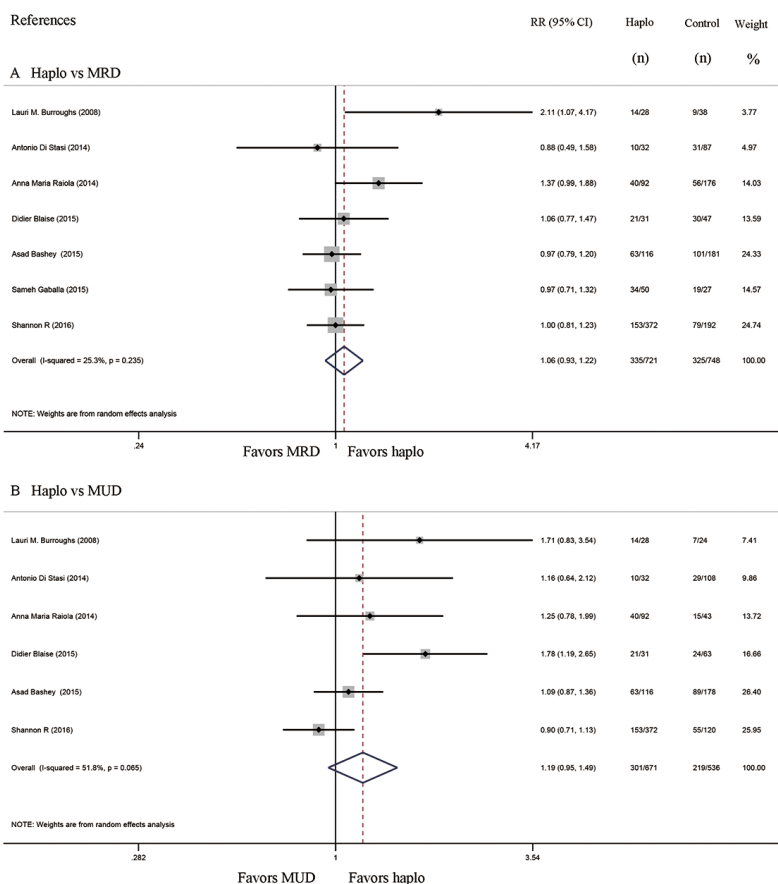 References RR (95% CI) Haplo Control Weight
(n) (n) %
A Haplo vs MRD
Lauri M. Burroughs (2008) 2.11 (1.07, 4.17) 14/28 9/38 3.77
Antonio Di Stasi (2014) 0.88 (0.49, 1.58) 10/32 31/87 4.97
Anna Maria Raiola (2014) 1.37 (0.99, 1.88) 40/92 56/176 14.03
Didier Blaise (2015) 1.06 (0.77, 1.47) 21/31 30/47 13.59
Asad Bashey (2015) 0.97 (0.79, 1.20) 63/116 101/181 24.33
Sameh Gaballa (2015) 0.97 (0.71, 1.32) 34/50 19/27 14.57
Shannon R (2016) 1.00 (0.81, 1.23) 153/372 79/192 24.74
Overall (I-squared = 25.3%, p = 0.235) 1.06 (0.93, 1.22) 335/721 325/748 100.00
NOTE: Weights are from random effects analysis
.24 1 4.17
Favors MRD Favors haplo
B Haplo vs MUD
Lauri M. Burroughs (2008) 1.71 (0.83, 3.54) 14/28 7/24 7.41
Antonio Di Stasi (2014) 1.16 (0.64, 2.12) 10/32 29/108 9.86
Anna Maria Raiola (2014) 1.25 (0.78, 1.99) 40/92 15/43 13.72
Didier Blaise (2015) 1.78 (1.19, 2.65) 21/31 24/63 16.66
Asad Bashey (2015) 1.09 (0.87, 1.36) 63/116 89/178 26.40
Shannon R (2016) 0.90 (0.71, 1.13) 153/372 55/120 25.95
Overall (I-squared = 51.8%, p = 0.065) 1.19 (0.95, 1.49) 301/671 219/536 100.00
NOTE: Weights are from random effects analysis
.282 1 3.54
Favors MUD Favors haplo